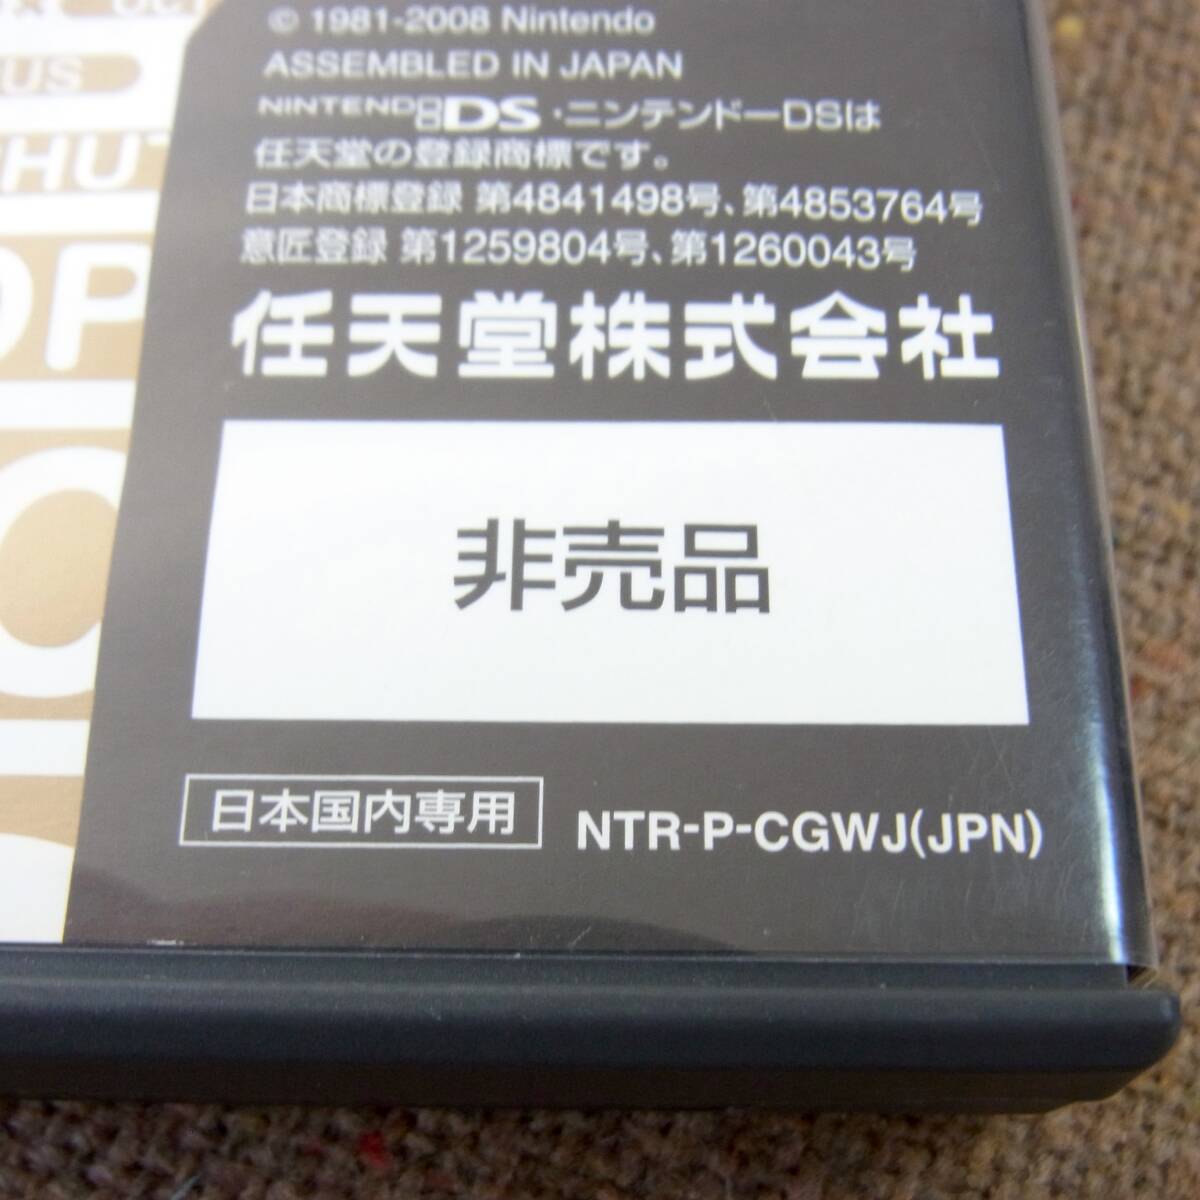 © 1981-2008 Nintendo
ASSEMBLED IN JAPAN
NINTENDO DS・ニンテンドーDSは
任天堂の登録商標です。
日本商標登録 第4841498号、第4853764号
意匠登録 第1259804号、第1260043号
任天堂株式会社
非売品
日本国内専用
NTR-P-CGWJ(JPN)